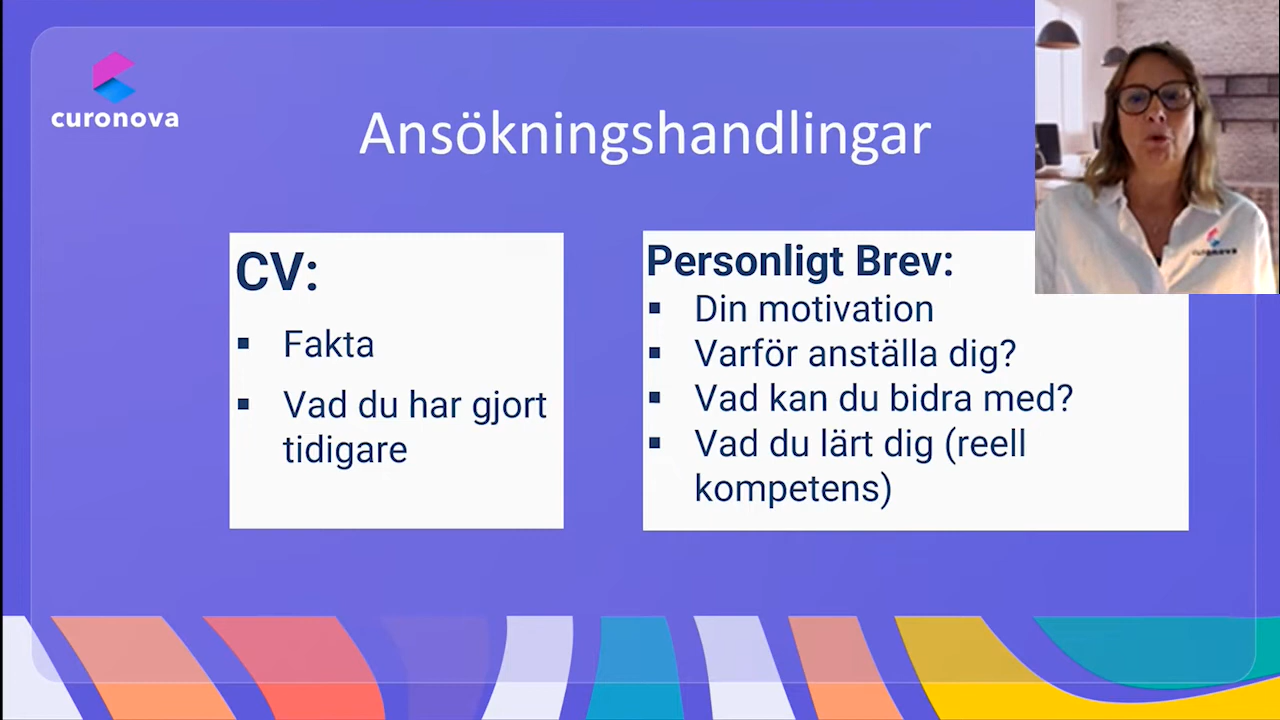 curonova
Ansökningshandlingar
CV:
▪ Fakta
▪ Vad du har gjort
tidigare
Personligt Brev:
▪ Din motivation
▪ Varför anställa dig?
▪ Vad kan du bidra med?
▪ Vad du lärt dig (reell
kompetens)
curonova